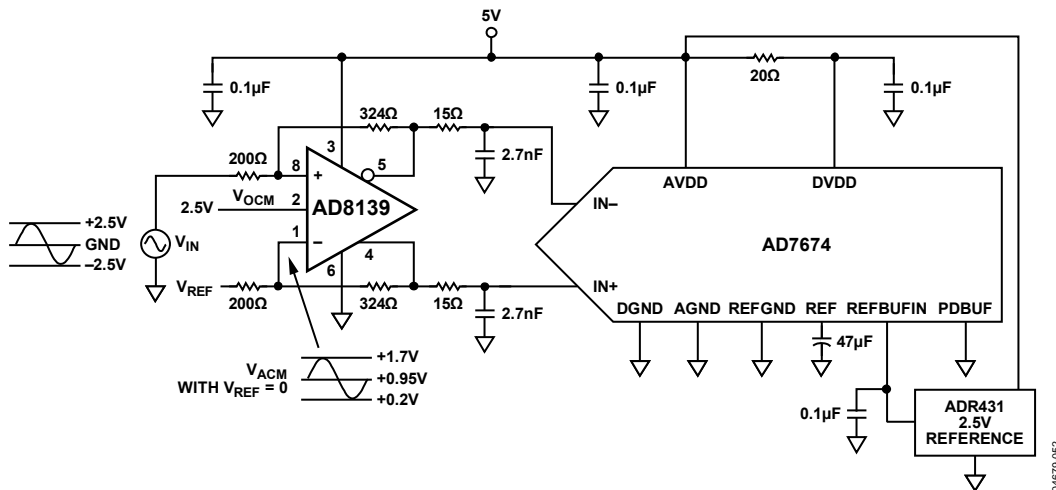 5V
0.1µF
0.1µF
20Ω
0.1µF
324Ω
15Ω
2.7nF
200Ω
3
5
8
+
2
V_OCM
2.5V
AD8139
1
–
4
6
+2.5V
GND
–2.5V
V_IN
V_REF
200Ω
324Ω
15Ω
2.7nF
AVDD
DVDD
IN–
AD7674
IN+
DGND
AGND
REFGND
REF
REFBUFIN
PDBUF
47µF
V_ACM
WITH V_REF = 0
+1.7V
+0.95V
+0.2V
0.1µF
ADR431
2.5V
REFERENCE
04679-052